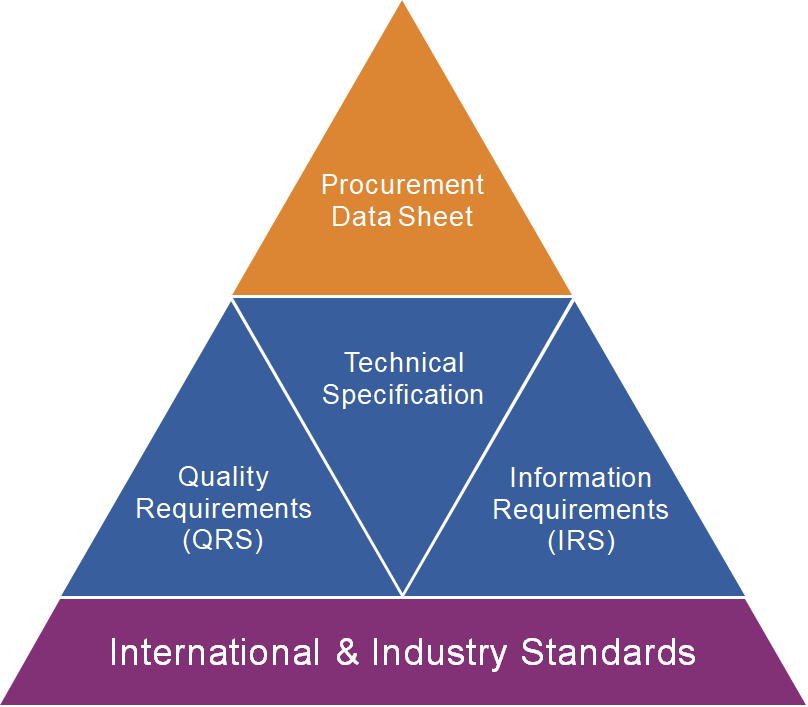 Procurement
Data Sheet
Technical
Specification
Quality
Requirements
(QRS)
Information
Requirements
(IRS)
International & Industry Standards